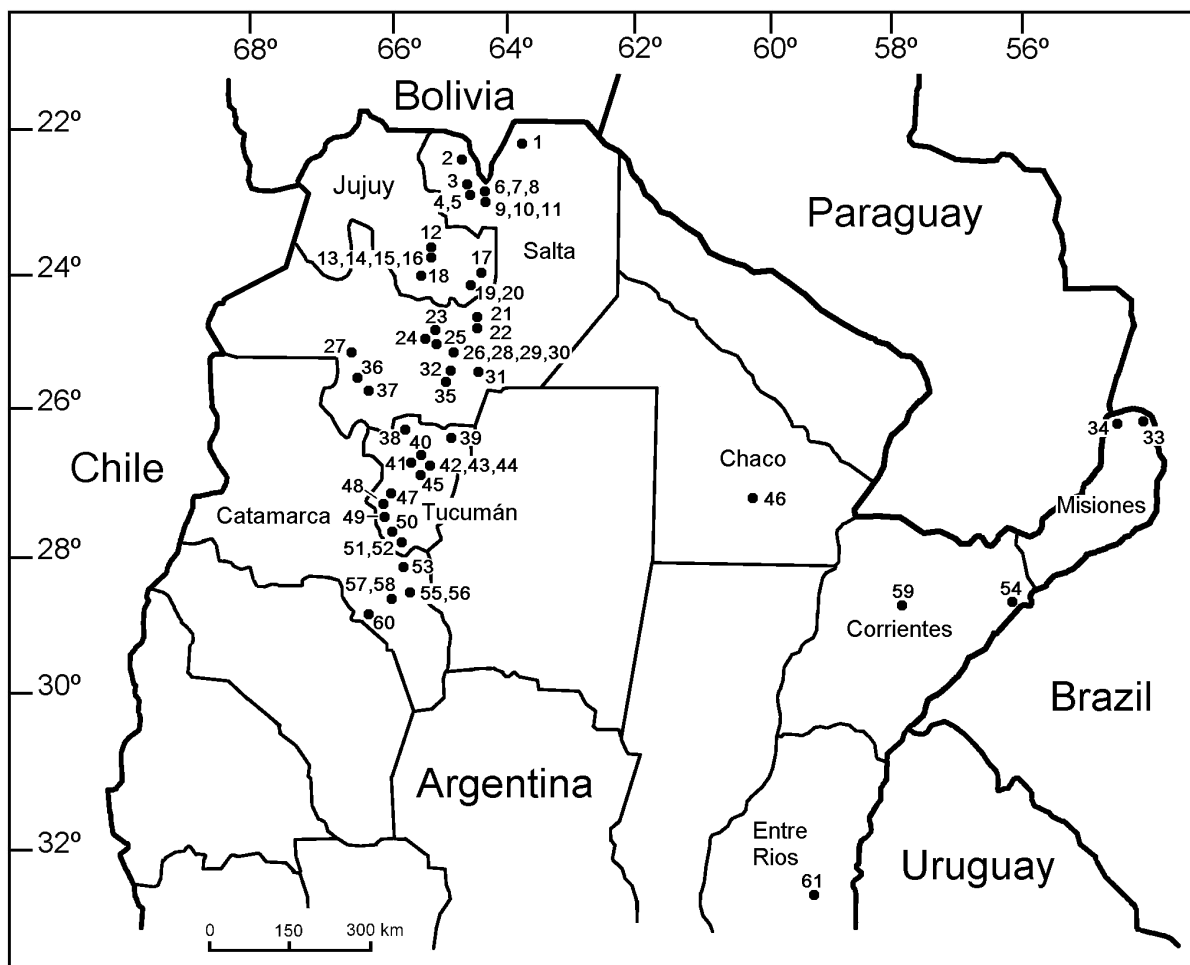 68º 66º 64º 62º 60º 58º 56º
Bolivia
22º
1
2
Jujuy
3
6,7,8
4,5
9,10,11
Paraguay
12
Salta
13,14,15,16
17
24º
18
19,20
21
23
22
24
25
27
26,28,29,30
36
32
31
37
35
26º
38
39
34
33
40
41
42,43,44
Chaco
Chile
45
48
47
46
Misiones
Catamarca
49
50
Tucumán
51,52
28º
53
57,58
55,56
59
54
60
Corrientes
30º
Brazil
Argentina
32º
Entre
Rios
Uruguay
61
0 150 300 km